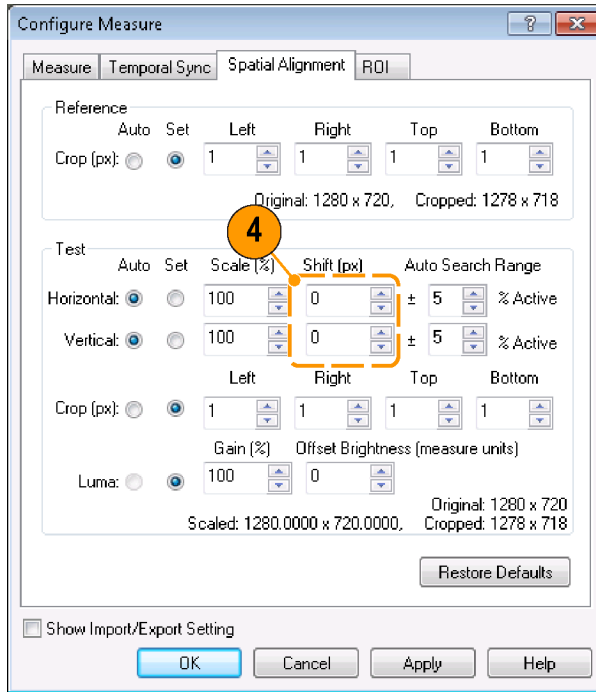 Configure Measure
Measure Temporal Sync Spatial Alignment ROI
Reference
Auto Set Left Right Top Bottom
Crop (px): 1 1 1 1
Original: 1280 x 720, Cropped: 1278 x 718
4
Test
Auto Set Scale (%) Shift (px) Auto Search Range
Horizontal: 100 0 ± 5 % Active
Vertical: 100 0 ± 5 % Active
Left Right Top Bottom
Crop (px): 1 1 1 1
Gain (%) Offset Brightness (measure units)
Luma: 100 0
Original: 1280 x 720
Scaled: 1280.0000 x 720.0000, Cropped: 1278 x 718
Restore Defaults
Show Import/Export Setting
OK Cancel Apply Help